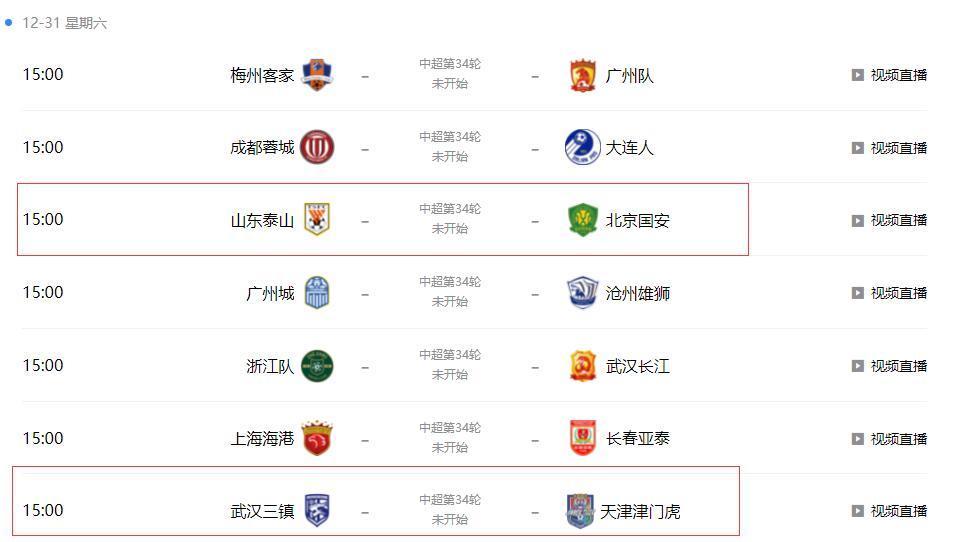 12-31 星期六
15:00 梅州客家 - 中超第34轮 未开始 - 广州队 视频直播
15:00 成都蓉城 - 中超第34轮 未开始 - 大连人 视频直播
15:00 山东泰山 - 中超第34轮 未开始 - 北京国安 视频直播
15:00 广州城 - 中超第34轮 未开始 - 沧州雄狮 视频直播
15:00 浙江队 - 中超第34轮 未开始 - 武汉长江 视频直播
15:00 上海海港 - 中超第34轮 未开始 - 长春亚泰 视频直播
15:00 武汉三镇 - 中超第34轮 未开始 - 天津津门虎 视频直播